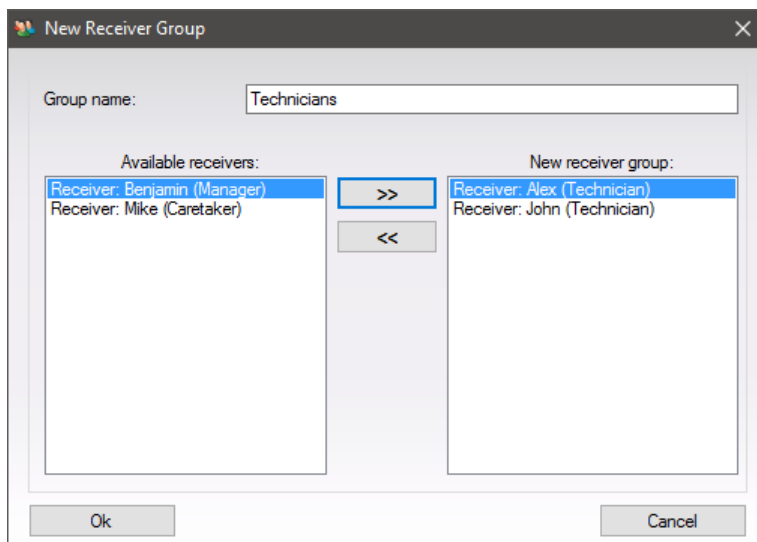 New Receiver Group
Group name: Technicians
Available receivers:
Receiver: Benjamin (Manager)
Receiver: Mike (Caretaker)
>>
<<
New receiver group:
Receiver: Alex (Technician)
Receiver: John (Technician)
Ok
Cancel